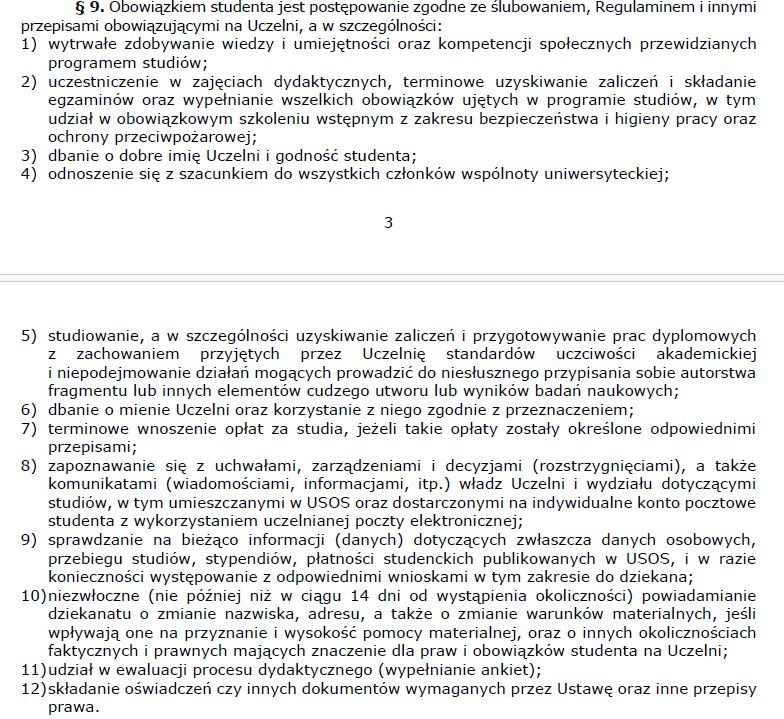 § 9. Obowiązkiem studenta jest postępowanie zgodne ze ślubowaniem, Regulaminem i innymi
przepisami obowiązującymi na Uczelni, a w szczególności:
1) wytrwałe zdobywanie wiedzy i umiejętności oraz kompetencji społecznych przewidzianych
programem studiów;
2) uczestniczenie w zajęciach dydaktycznych, terminowe uzyskiwanie zaliczeń i składanie
egzaminów oraz wypełnianie wszelkich obowiązków ujętych w programie studiów, w tym
udział w obowiązkowym szkoleniu wstępnym z zakresu bezpieczeństwa i higieny pracy oraz
ochrony przeciwpożarowej;
3) dbanie o dobre imię Uczelni i godność studenta;
4) odnoszenie się z szacunkiem do wszystkich członków wspólnoty uniwersyteckiej;
3
5) studiowanie, a w szczególności uzyskiwanie zaliczeń i przygotowywanie prac dyplomowych
z zachowaniem przyjętych przez Uczelnię standardów uczciwości akademickiej
i niepodejmowanie działań mogących prowadzić do niesłusznego przypisania sobie autorstwa
fragmentu lub innych elementów cudzego utworu lub wyników badań naukowych;
6) dbanie o mienie Uczelni oraz korzystanie z niego zgodnie z przeznaczeniem;
7) terminowe wnoszenie opłat za studia, jeżeli takie opłaty zostały określone odpowiednimi
przepisami;
8) zapoznawanie się z uchwałami, zarządzeniami i decyzjami (rozstrzygnięciami), a także
komunikatami (wiadomościami, informacjami, itp.) władz Uczelni i wydziału dotyczącymi
studiów, w tym umieszczanymi w USOS oraz dostarczonymi na indywidualne konto pocztowe
studenta z wykorzystaniem uczelnianej poczty elektronicznej;
9) sprawdzanie na bieżąco informacji (danych) dotyczących zwłaszcza danych osobowych,
przebiegu studiów, stypendiów, płatności studenckich publikowanych w USOS, i w razie
konieczności występowanie z odpowiednimi wnioskami w tym zakresie do dziekana;
10)niezwłoczne (nie później niż w ciągu 14 dni od wystąpienia okoliczności) powiadamianie
dziekanatu o zmianie nazwiska, adresu, a także o zmianie warunków materialnych, jeśli
wpływają one na przyznanie i wysokość pomocy materialnej, oraz o innych okolicznościach
faktycznych i prawnych mających znaczenie dla praw i obowiązków studenta na Uczelni;
11)udział w ewaluacji procesu dydaktycznego (wypełnianie ankiet);
12)składanie oświadczeń czy innych dokumentów wymaganych przez Ustawę oraz inne przepisy
prawa.